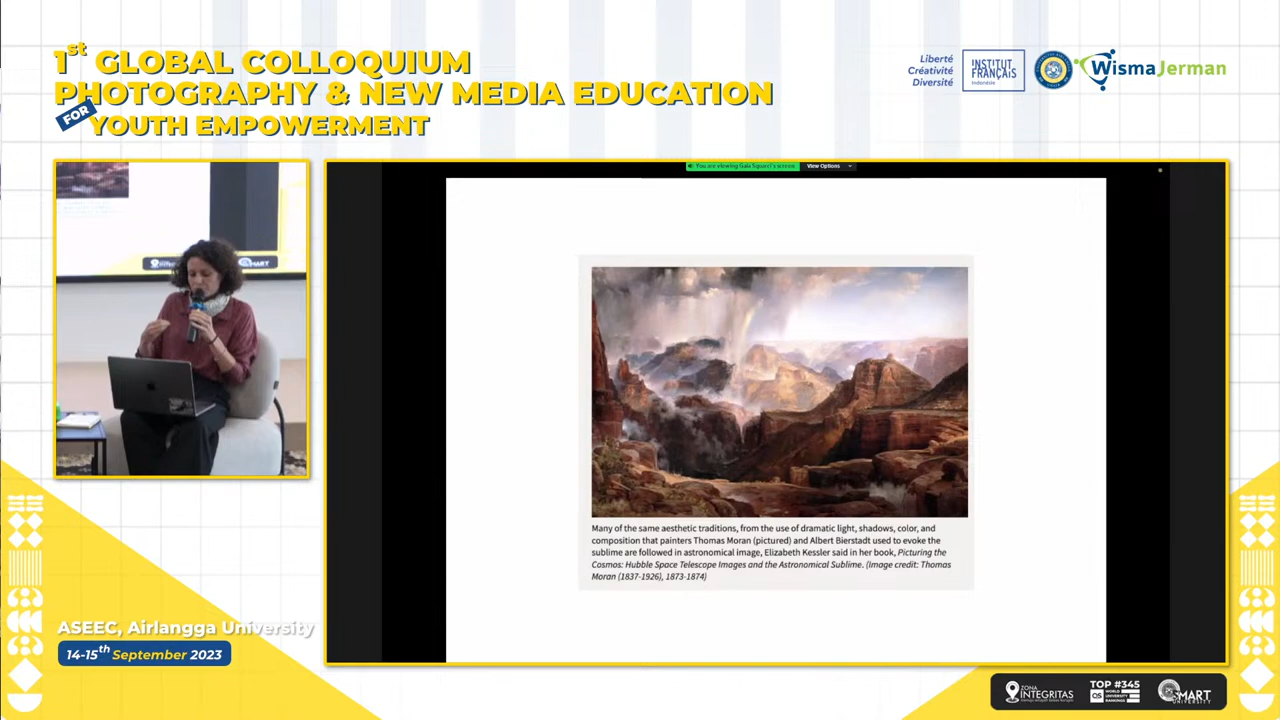 1st GLOBAL COLLOQUIUM
PHOTOGRAPHY & NEW MEDIA EDUCATION
FOR YOUTH EMPOWERMENT
Liberté
Créativité
Diversité
INSTITUT
FRANÇAIS
Indonésie
WismaJerman
You are viewing Gala Square's screen
View Options
Many of the same aesthetic traditions, from the use of dramatic light, shadows, color, and
composition that painters Thomas Moran (pictured) and Albert Bierstadt used to evoke the
sublime are followed in astronomical image, Elizabeth Kessler said in her book, Picturing the
Cosmos: Hubble Space Telescope Images and the Astronomical Sublime. (Image credit: Thomas
Moran (1837-1926), 1873-1874)
ASEEC, Airlangga University
14-15th September 2023
ZONA
INTEGRITAS
TOP #345
QS WORLD
UNIVERSITY
RANKINGS
SMART
UNIVERSITY